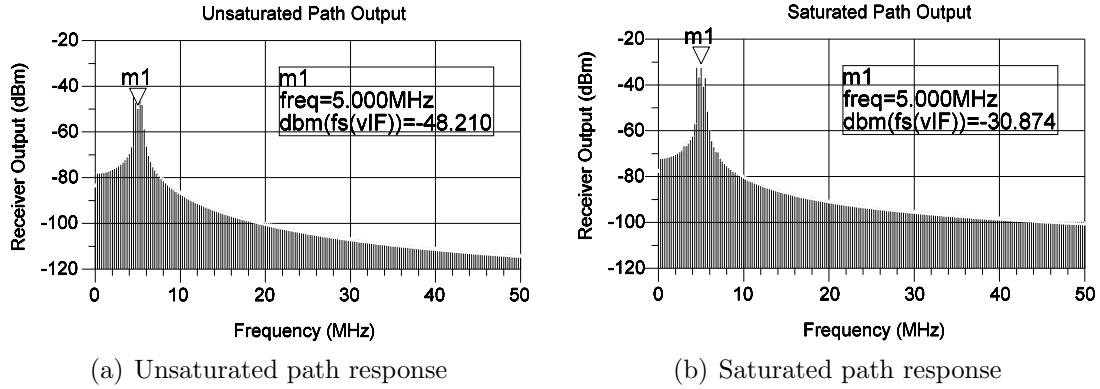 Unsaturated Path Output
-20
-40
-60
-80
-100
-120
Receiver Output (dBm)
m1
m1
freq=5.000MHz
dbm(fs(vIF))=-48.210
0 10 20 30 40 50
Frequency (MHz)
(a) Unsaturated path response
Saturated Path Output
-20
-40
-60
-80
-100
-120
Receiver Output (dBm)
m1
m1
freq=5.000MHz
dbm(fs(vIF))=-30.874
0 10 20 30 40 50
Frequency (MHz)
(b) Saturated path response